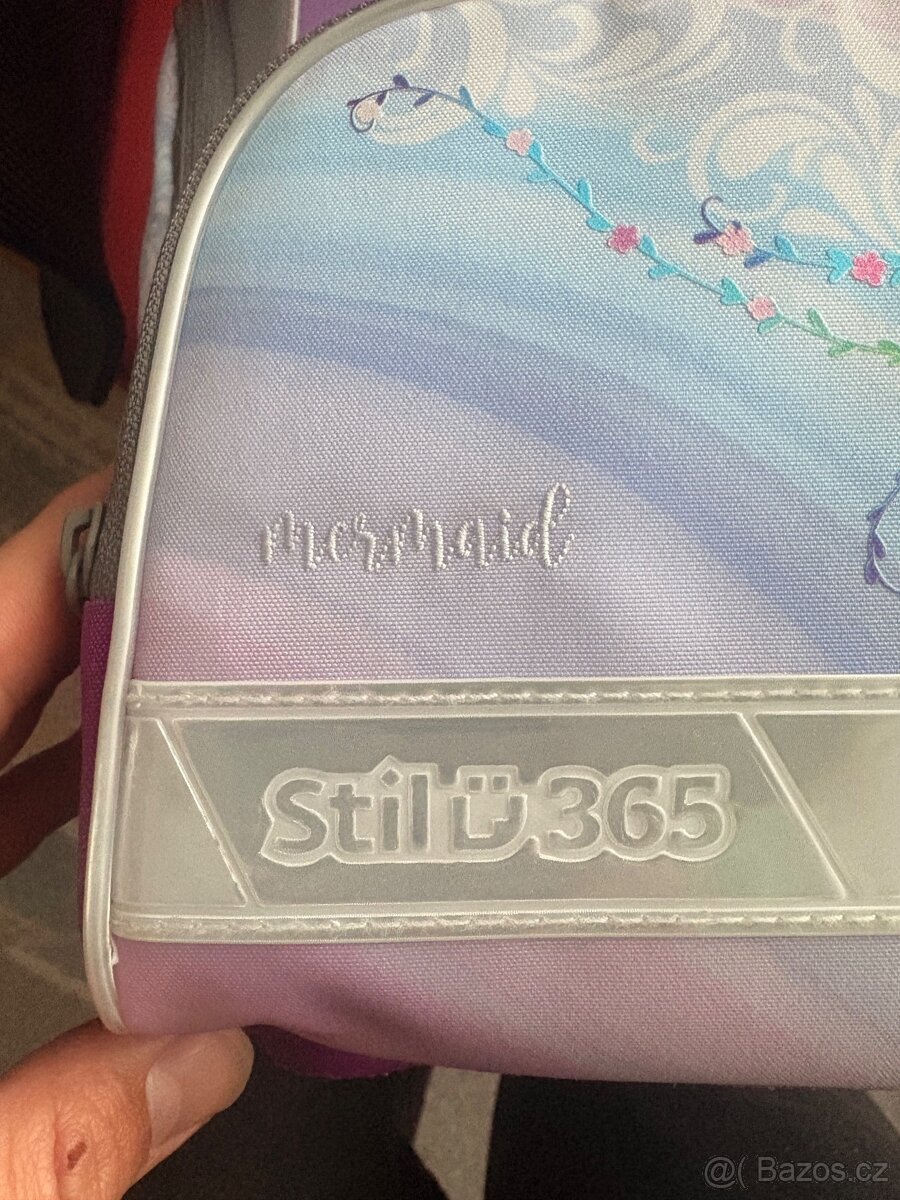 mermaid
Stil 365
@( Bazos.cz